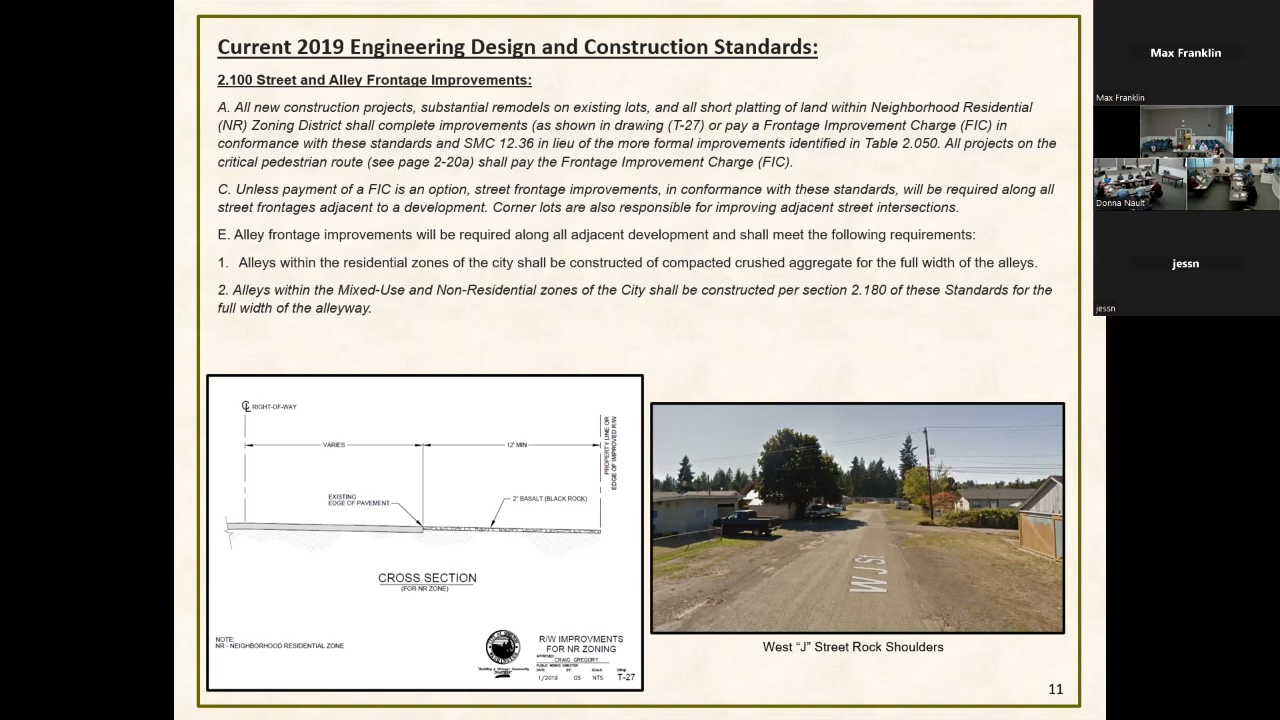 Current 2019 Engineering Design and Construction Standards:
2.100 Street and Alley Frontage Improvements:
A. All new construction projects, substantial remodels on existing lots, and all short platting of land within Neighborhood Residential
(NR) Zoning District shall complete improvements (as shown in drawing (T-27) or pay a Frontage Improvement Charge (FIC) in
conformance with these standards and SMC 12.36 in lieu of the more formal improvements identified in Table 2.050. All projects on the
critical pedestrian route (see page 2-20a) shall pay the Frontage Improvement Charge (FIC).
C. Unless payment of a FIC is an option, street frontage improvements, in conformance with these standards, will be required along all
street frontages adjacent to a development. Corner lots are also responsible for improving adjacent street intersections.
E. Alley frontage improvements will be required along all adjacent development and shall meet the following requirements:
1. Alleys within the residential zones of the city shall be constructed of compacted crushed aggregate for the full width of the alleys.
2. Alleys within the Mixed-Use and Non-Residential zones of the City shall be constructed per section 2.180 of these Standards for the
full width of the alleyway.
RIGHT-OF-WAY
VARIES
12' MIN
PROPERTY LINE OR
EDGE OF IMPROVED R/W
EXISTING
EDGE OF PAVEMENT
2" BASALT (BLACK ROCK)
CROSS SECTION
(FOR NR ZONE)
NOTE:
NR - NEIGHBORHOOD RESIDENTIAL ZONE
R/W IMPROVMENTS
FOR NR ZONING
APPROVED:
CRAIG GREGORY
PUBLIC WORKS DIRECTOR
DATE: BY: SCALE:
1/2019 GS NTS T-27
W J St
West “J” Street Rock Shoulders
11
Max Franklin
Max Franklin
Donna Nault
jessn
jessn